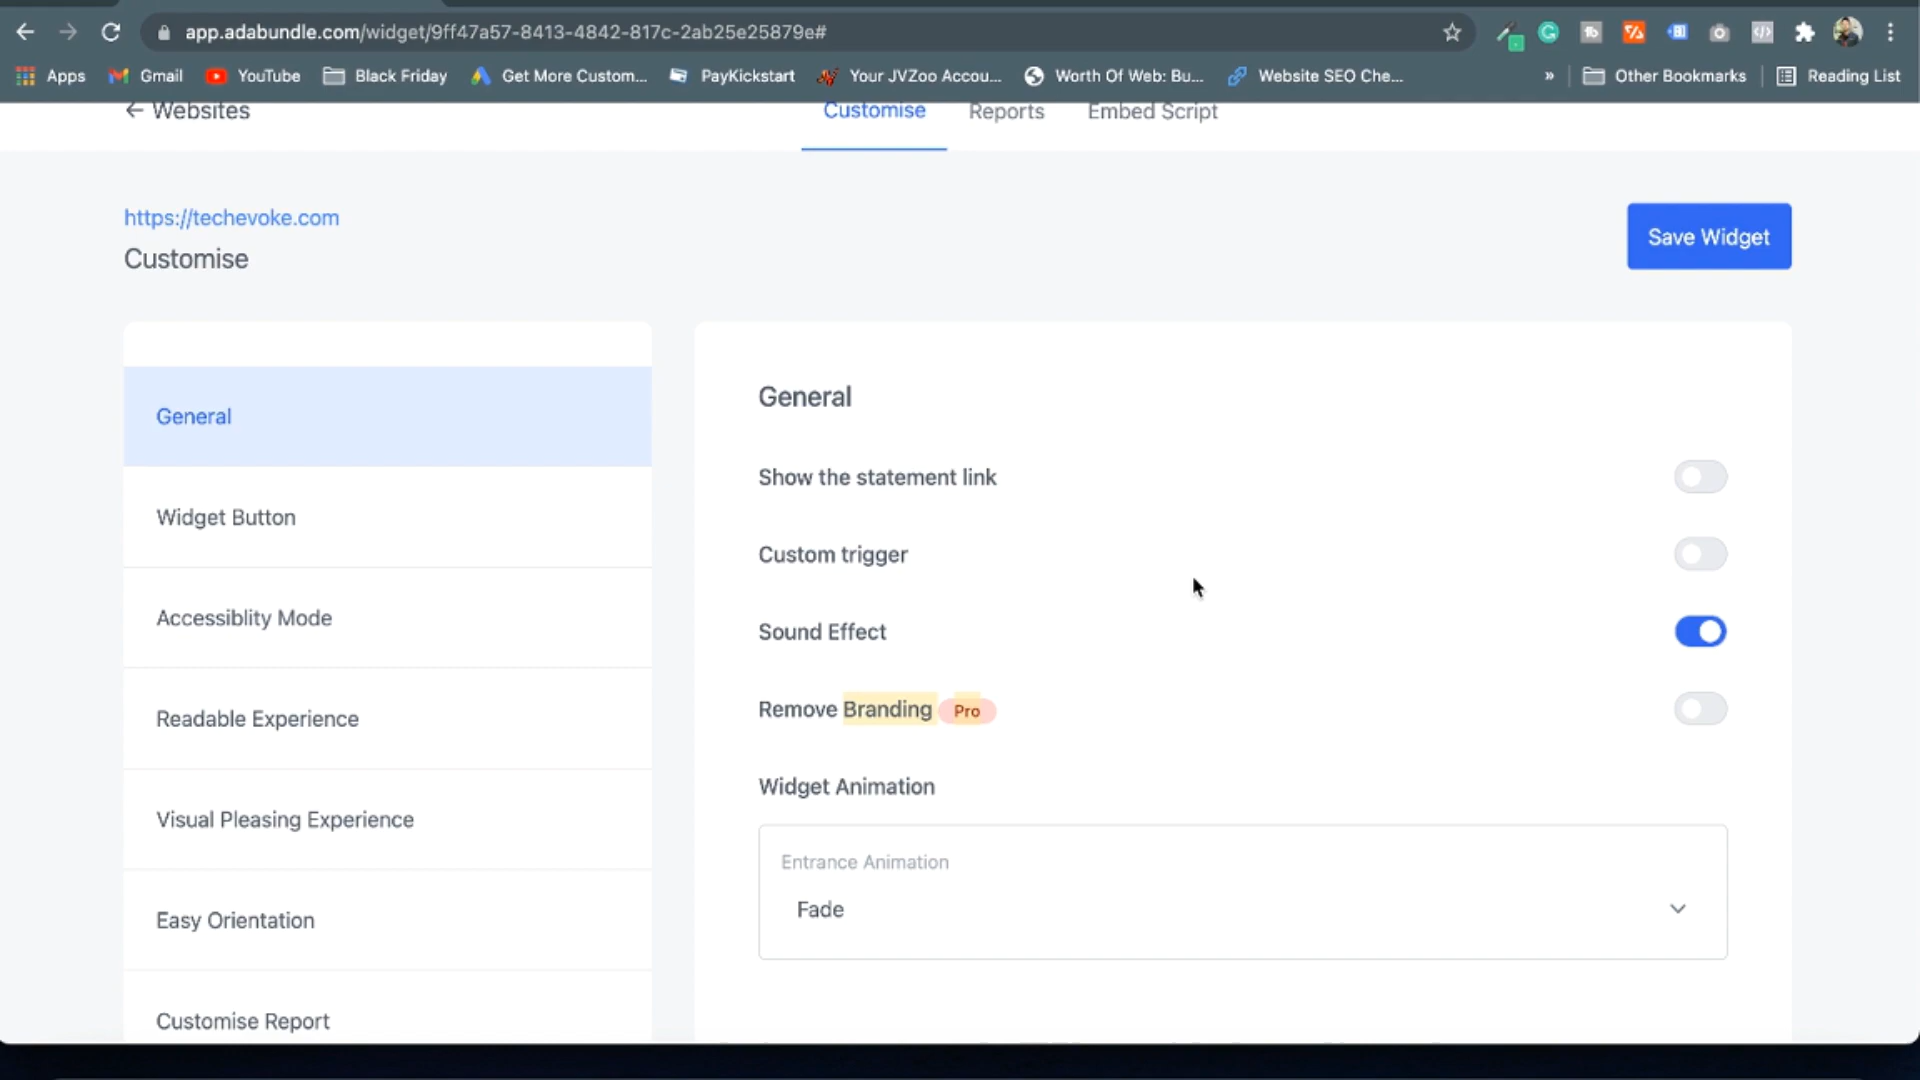 app.adabundle.com/widget/9ff47a57-8413-4842-817c-2ab25e25879e#
Apps Gmail YouTube Black Friday Get More Custom... PayKickstart Your JVZoo Accou... Worth Of Web: Bu... Website SEO Che... » Other Bookmarks Reading List
← Websites Customise Reports Embed Script
https://techevoke.com
Customise
Save Widget
General
Widget Button
Accessiblity Mode
Readable Experience
Visual Pleasing Experience
Easy Orientation
Customise Report
General
Show the statement link
Custom trigger
Sound Effect
Remove Branding Pro
Widget Animation
Entrance Animation
Fade